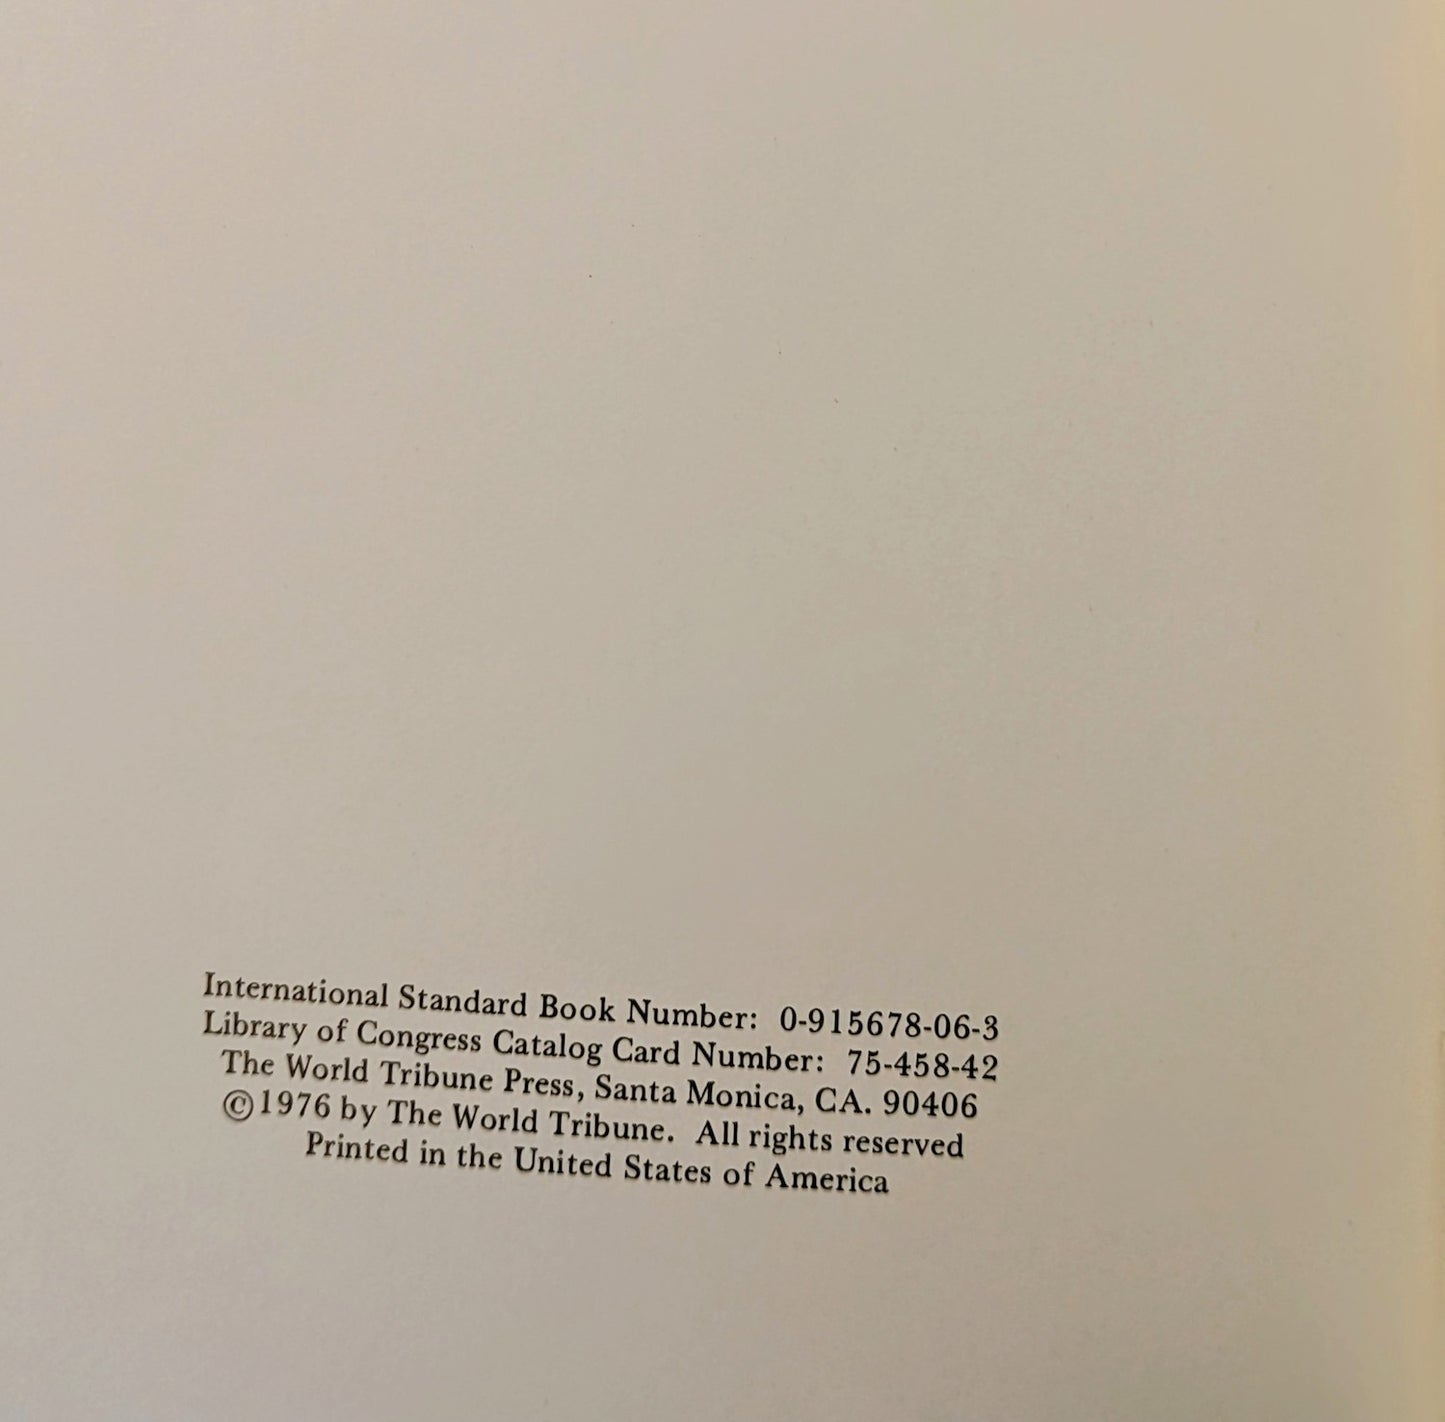 International Standard Book Number: 0-915678-06-3
Library of Congress Catalog Card Number: 75-458-42
The World Tribune Press, Santa Monica, CA. 90406
©1976 by The World Tribune. All rights reserved
Printed in the United States of America